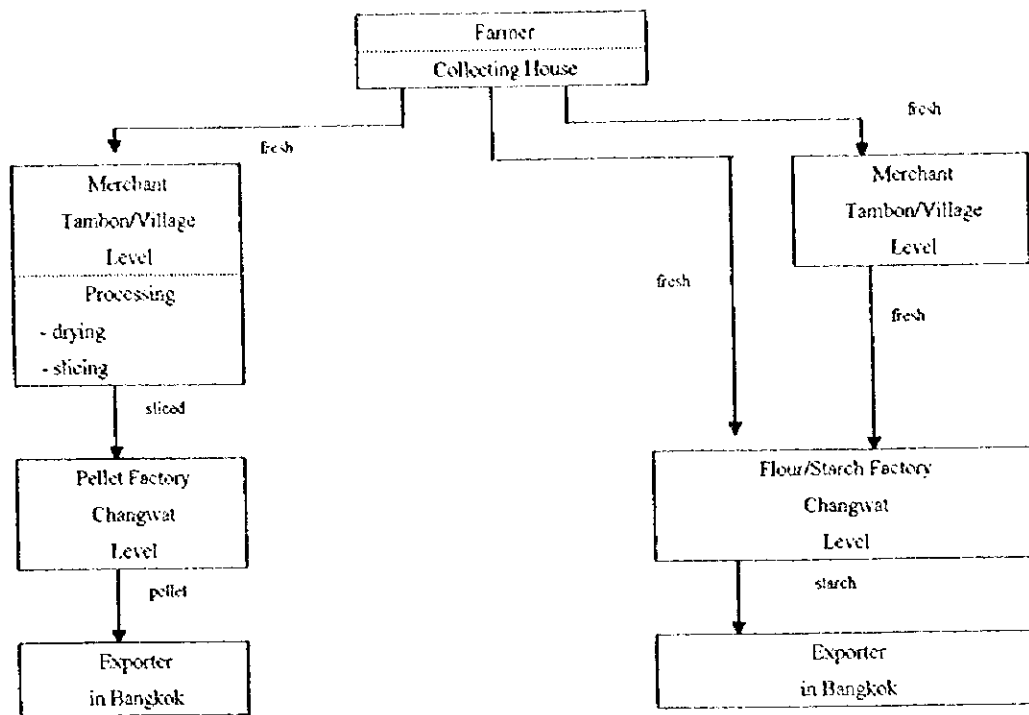 Farmer
Collecting House
fresh
fresh
Merchant
Tambon/Village
Level
Processing
- drying
- slicing
Merchant
Tambon/Village
Level
fresh
fresh
sliced
Pellet Factory
Changwat
Level
Flour/Starch Factory
Changwat
Level
pellet
starch
Exporter
in Bangkok
Exporter
in Bangkok